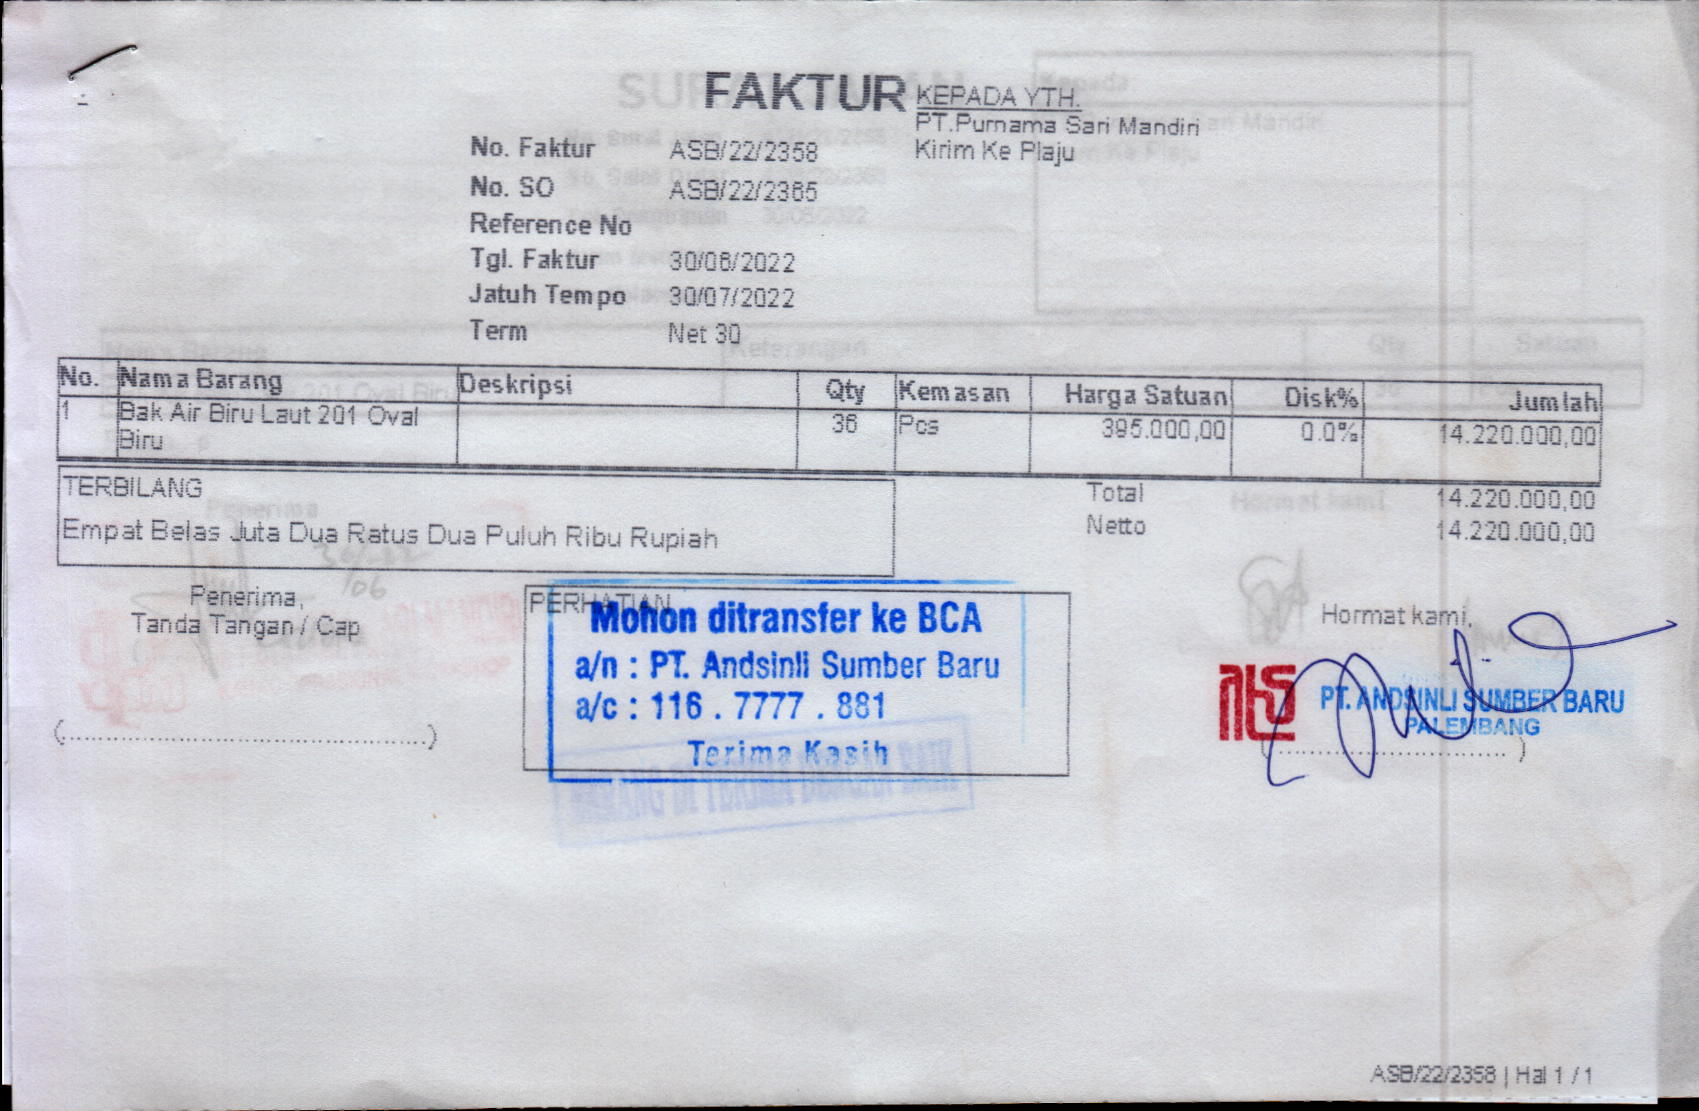 FAKTUR
KEPADA YTH.
PT.Purnama Sari Mandiri
Kirim Ke Plaju
No. Faktur ASB/22/2358
No. SO ASB/22/2365
Reference No
Tgl. Faktur 30/06/2022
Jatuh Tempo 30/07/2022
Term Net 30
No. Nama Barang Deskripsi Qty Kemasan Harga Satuan Disk% Jumlah
1 Bak Air Biru Laut 201 Oval 36 Pcs 395.000,00 0.0% 14.220.000,00
Biru
TERBILANG
Empat Belas Juta Dua Ratus Dua Puluh Ribu Rupiah
Total 14.220.000,00
Netto 14.220.000,00
Penerima,
Tanda Tangan / Cap
(..............................................)
PERHATIAN
Mohon ditransfer ke BCA
a/n : PT. Andsinli Sumber Baru
a/c : 116 . 7777 . 881
Terima Kasih
BARANG DI TERIMA DENGAN BAIK
Hormat kami,
PT. ANDSINLI SUMBER BARU
PALEMBANG
(..............................)
ASB/22/2358 | Hal 1 / 1